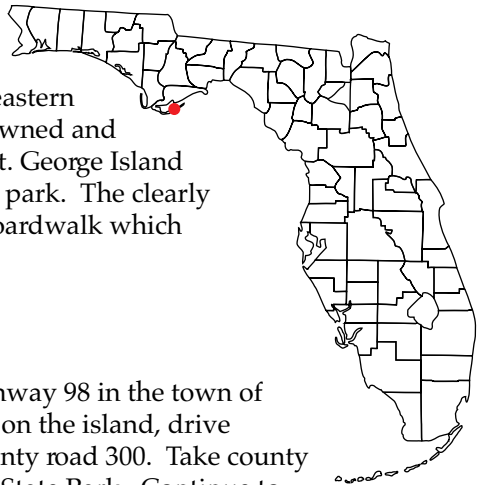 eastern
wned and
t. George Island
park. The clearly
oardwalk which
hway 98 in the town of
on the island, drive
nty road 300. Take county
State Park. Continue to